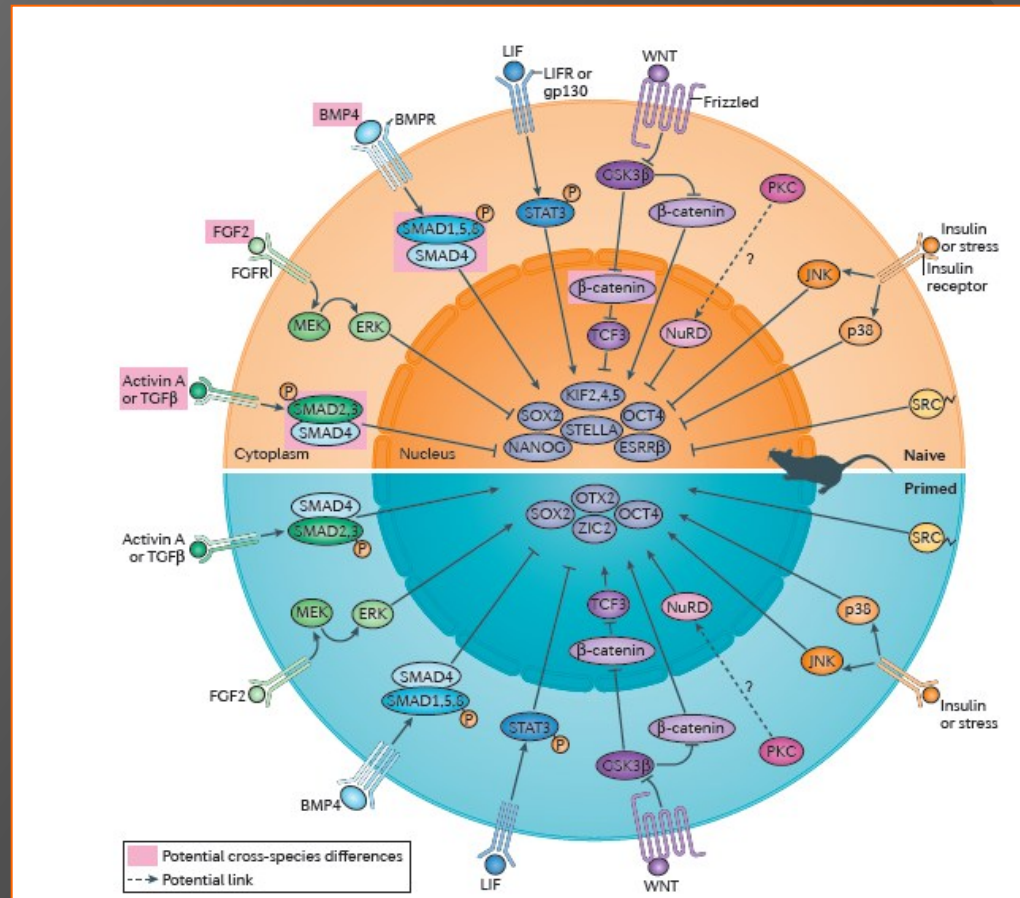 LIF
LIFR or
gp130
WNT
Frizzled
BMP4
BMPR
CSK3β
PKC
P
STAT3
β-catenin
P
SMAD1,5,8
SMAD4
FGF2
FGFR
Insulin
or stress
Insulin
receptor
?
JNK
β-catenin
MEK
ERK
TCF3
NuRD
p38
Activin A
or TGFβ
P
SMAD2,3
SMAD4
KIF2,4,5
SOX2
OCT4
STELLA
NANOG
ESRRβ
SRC
Cytoplasm
Nucleus
Naive
Primed
SMAD4
SMAD2,3
P
Activin A
or TGFβ
OTX2
SOX2
OCT4
ZIC2
SRC
MEK
ERK
TCF3
NuRD
p38
β-catenin
JNK
FGF2
SMAD4
SMAD1,5,8
P
?
Insulin
or stress
STAT3
P
β-catenin
PKC
CSK3β
BMP4
LIF
WNT
Potential cross-species differences
Potential link